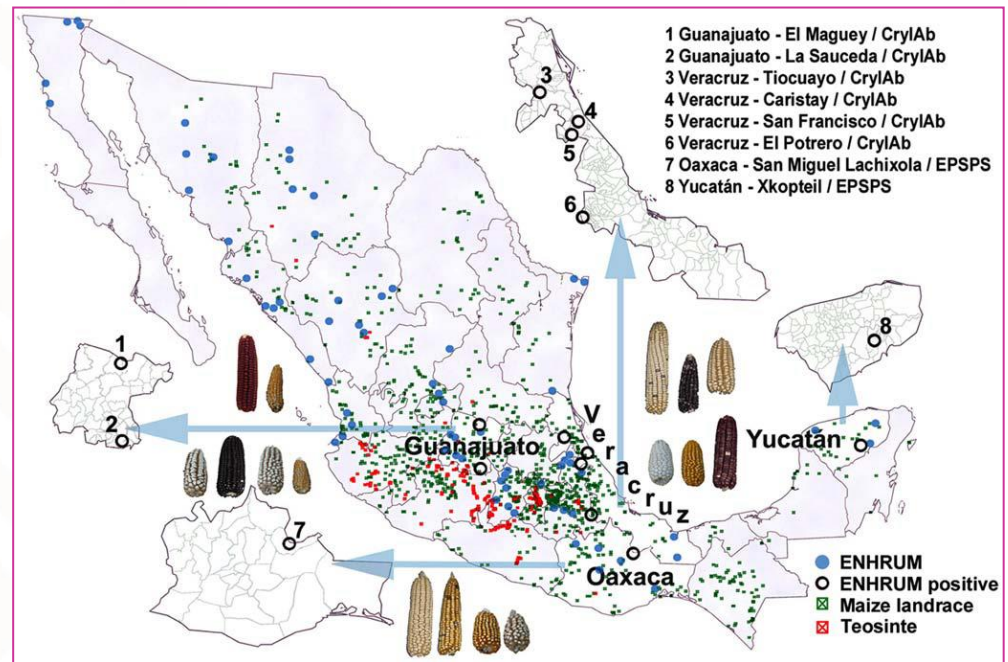 1 Guanajuato - El Maguey / CrylAb
2 Guanajuato - La Sauceda / CrylAb
3 Veracruz - Tiocuayo / CrylAb
4 Veracruz - Caristay / CrylAb
5 Veracruz - San Francisco / CrylAb
6 Veracruz - El Potrero / CrylAb
7 Oaxaca - San Miguel Lachixola / EPSPS
8 Yucatán - Xkopteil / EPSPS
3
4
5
6
8
1
2
Guanajuato
Veracruz
Yucatán
7
Oaxaca
ENHRUM
ENHRUM positive
Maize landrace
Teosinte